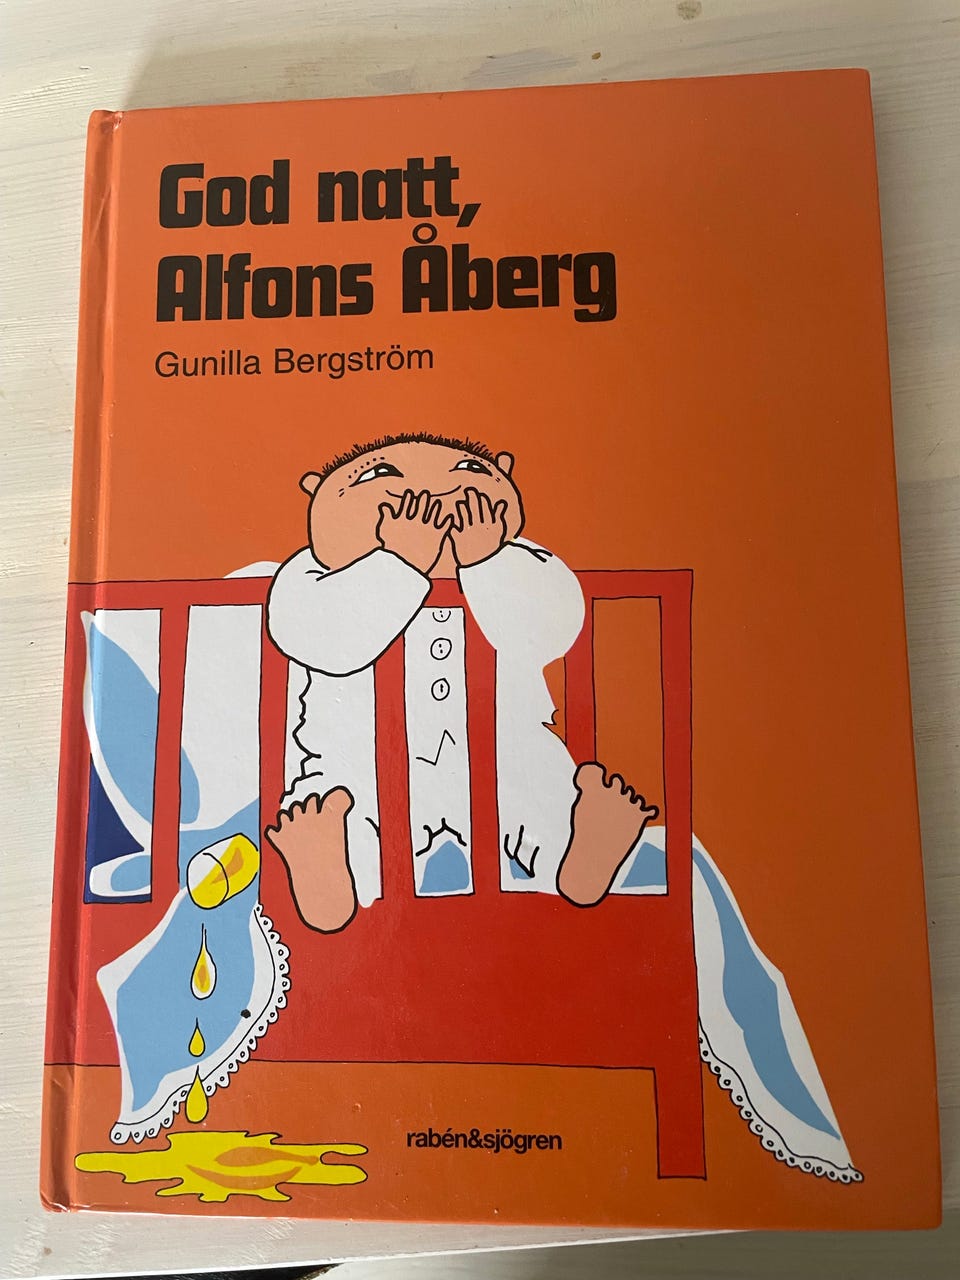 God natt,
Alfons Åberg
Gunilla Bergström
rabén&sjögren